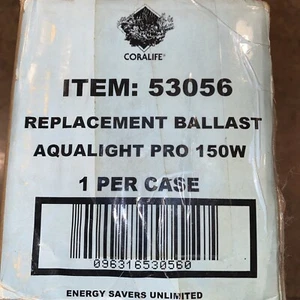 CORALIFE®
ITEM: 53056
REPLACEMENT BALLAST
AQUALIGHT PRO 150W
1 PER CASE
096316530560
ENERGY SAVERS UNLIMITED